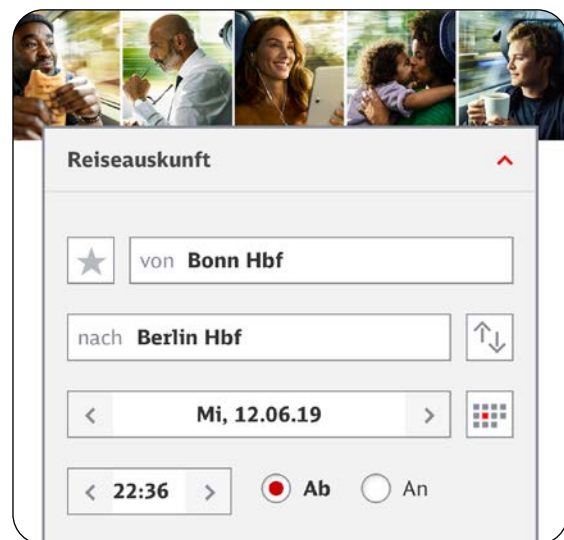 Reiseauskunft
von Bonn Hbf
nach Berlin Hbf
Mi, 12.06.19
22:36 Ab An